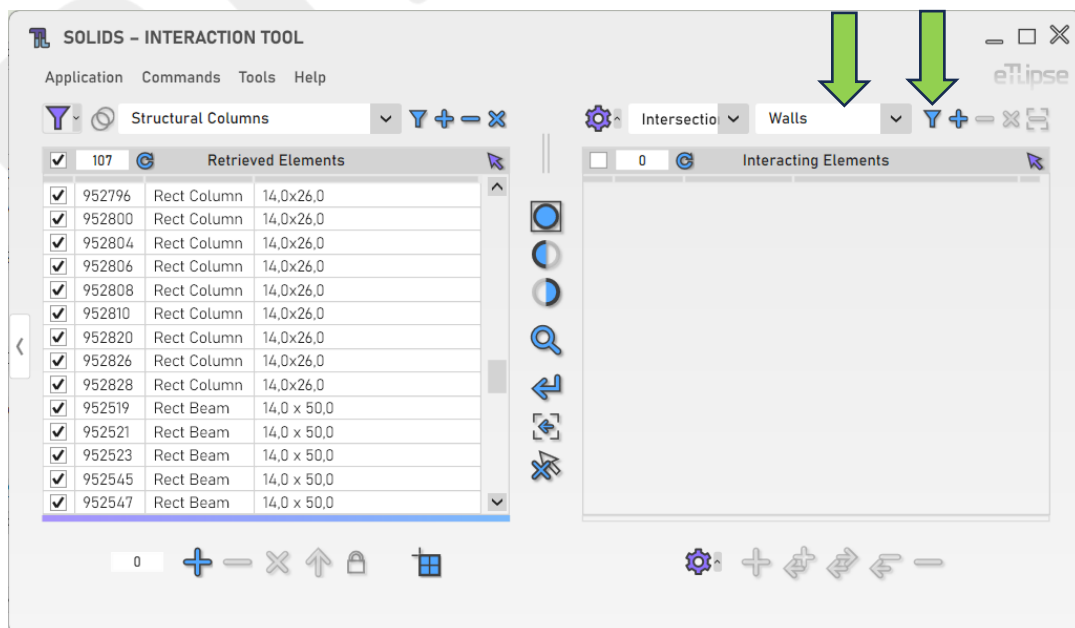 SOLIDS – INTERACTION TOOL
Application Commands Tools Help
eTLipse
Structural Columns
Intersectio
Walls
107 Retrieved Elements
0 Interacting Elements
952796 Rect Column 14,0x26,0
952800 Rect Column 14,0x26,0
952804 Rect Column 14,0x26,0
952806 Rect Column 14,0x26,0
952808 Rect Column 14,0x26,0
952810 Rect Column 14,0x26,0
952820 Rect Column 14,0x26,0
952826 Rect Column 14,0x26,0
952828 Rect Column 14,0x26,0
952519 Rect Beam 14,0 x 50,0
952521 Rect Beam 14,0 x 50,0
952523 Rect Beam 14,0 x 50,0
952545 Rect Beam 14,0 x 50,0
952547 Rect Beam 14,0 x 50,0
0